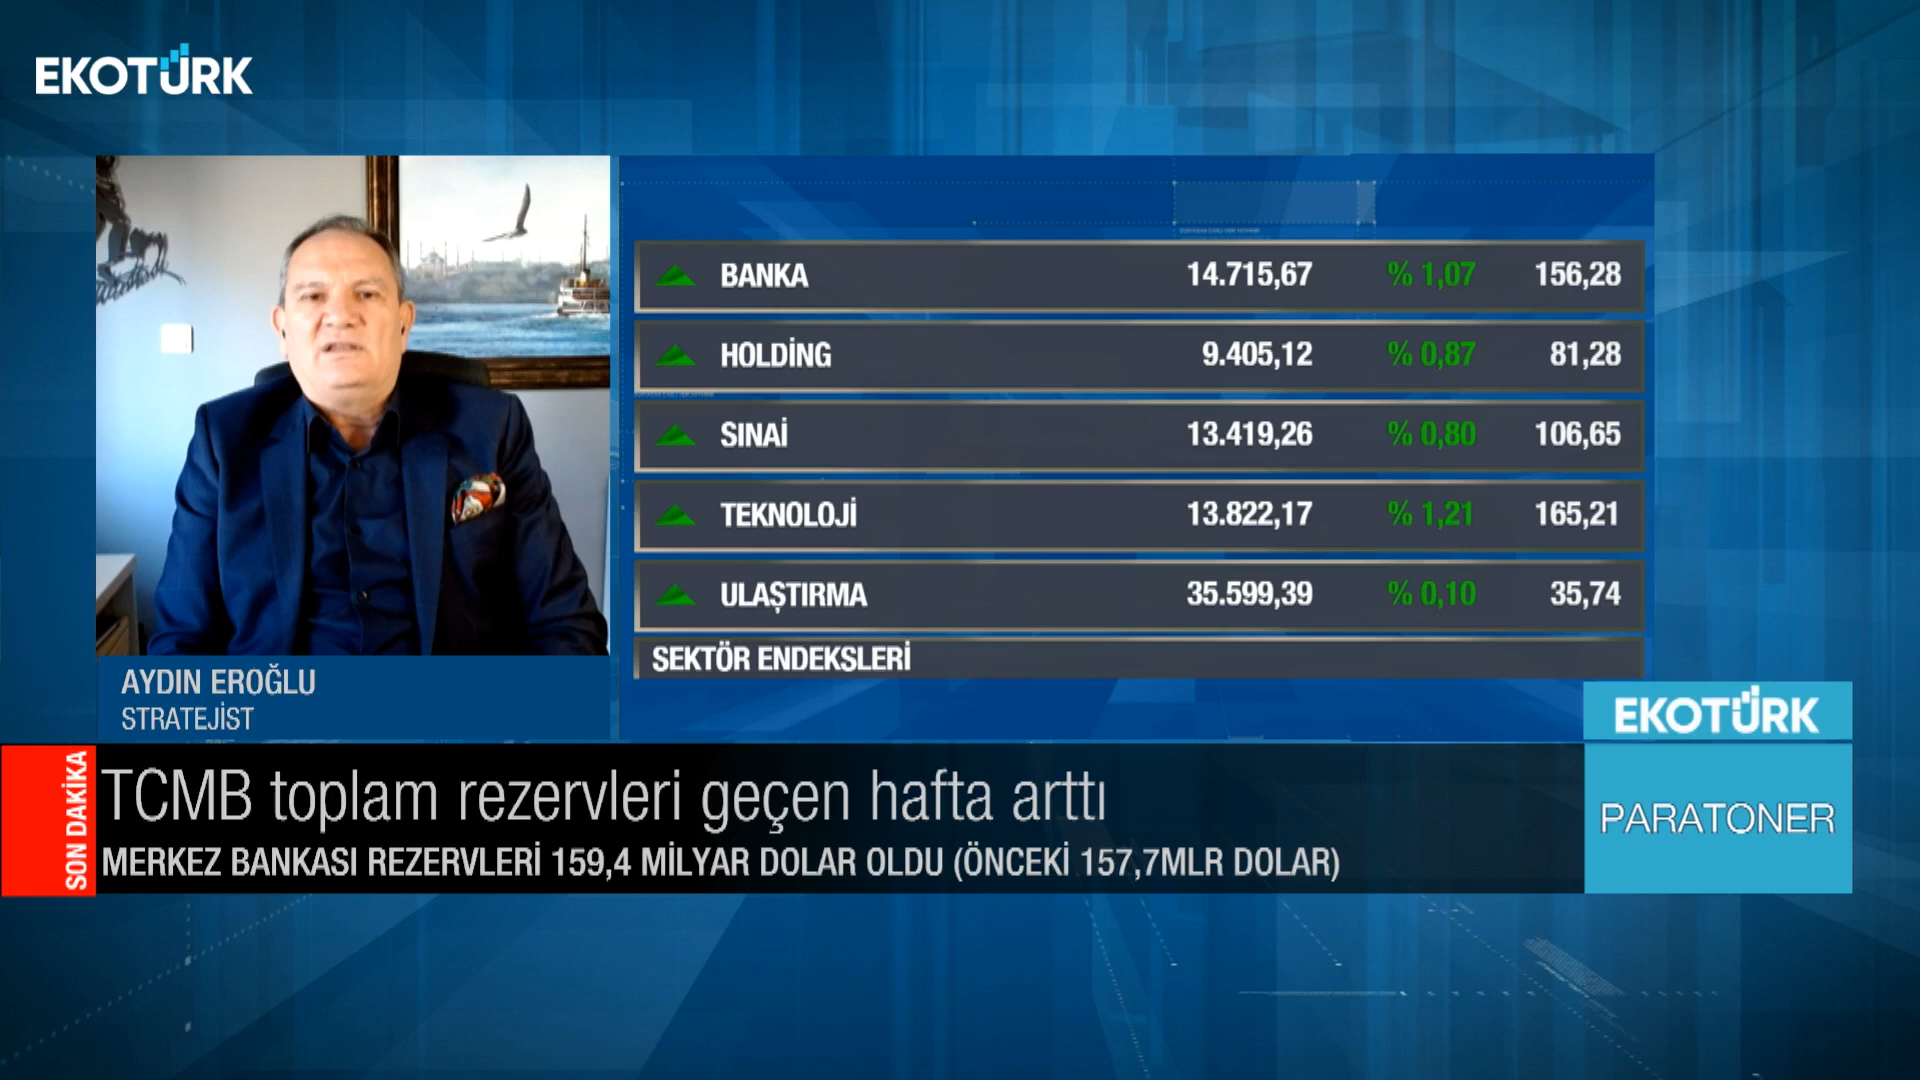 EKOTÜRK
BANKA 14.715,67 % 1,07 156,28
HOLDİNG 9.405,12 % 0,87 81,28
SINAİ 13.419,26 % 0,80 106,65
TEKNOLOJİ 13.822,17 % 1,21 165,21
ULAŞTIRMA 35.599,39 % 0,10 35,74
SEKTÖR ENDEKSLERİ
AYDIN EROĞLU
STRATEJİST
EKOTÜRK
PARATONER
SON DAKİKA
TCMB toplam rezervleri geçen hafta arttı
MERKEZ BANKASI REZERVLERİ 159,4 MİLYAR DOLAR OLDU (ÖNCEKİ 157,7MLR DOLAR)